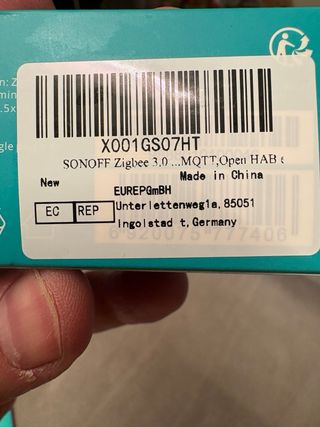 X001GS07HT
SONOFF Zigbee 3,0 ...MQTT,Open HAB
New
Made in China
EUREPGmBH
EC REP
Unterlettenweg1a,85051
Ingolstad t,Germany
6920075777406